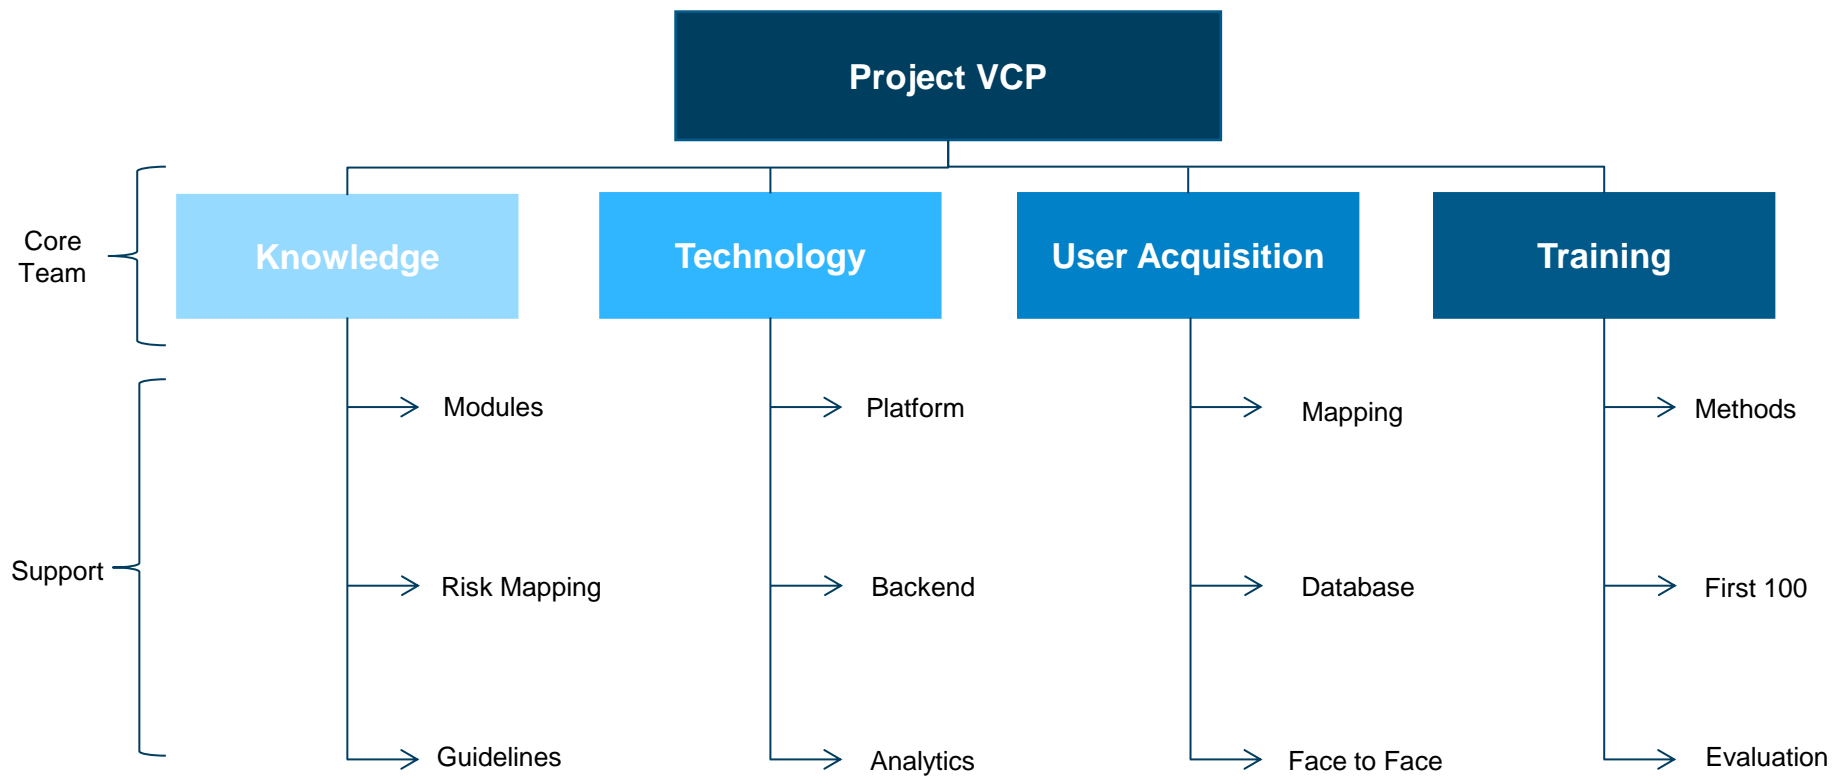 Project VCP
Core
Team
Knowledge
Technology
User Acquisition
Training
Support
Modules
Platform
Mapping
Methods
Risk Mapping
Backend
Database
First 100
Guidelines
Analytics
Face to Face
Evaluation